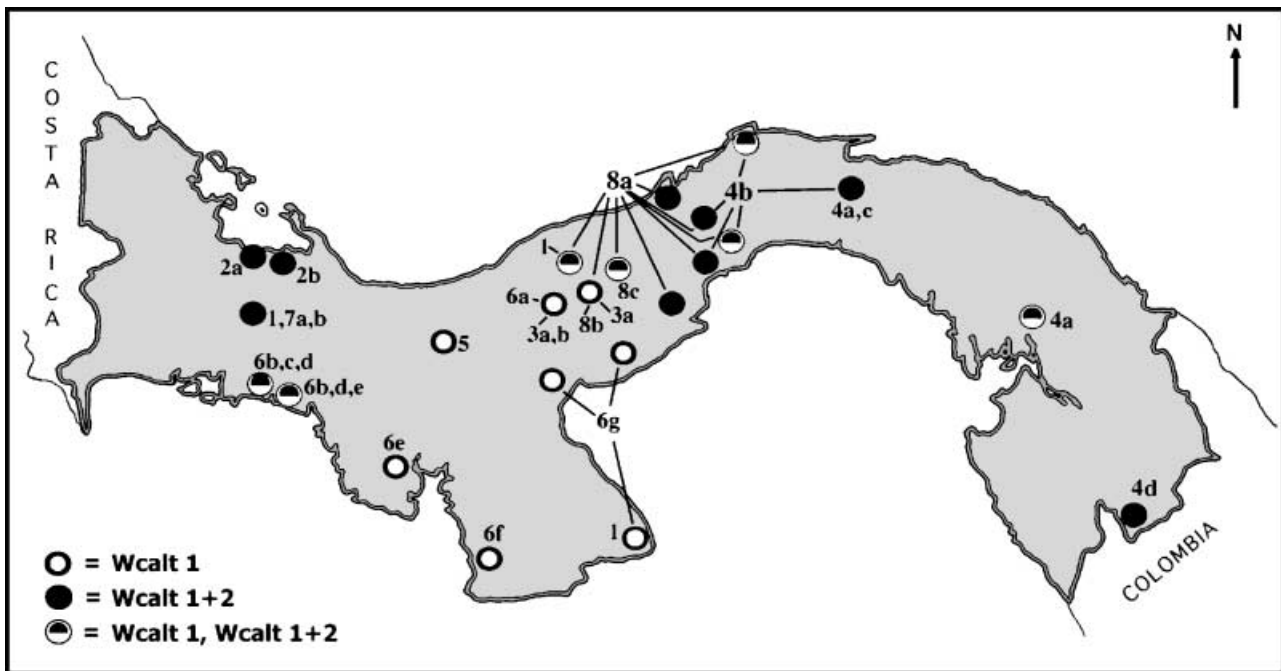 COSTA RICA
N
8a
4b
4a,c
1
2a
2b
8c
6a
3a
8b
3a,b
1,7a,b
4a
5
6b,c,d
6b,d,e
6g
6e
4d
1
6f
COLOMBIA
= Wcalt 1
= Wcalt 1+2
= Wcalt 1, Wcalt 1+2